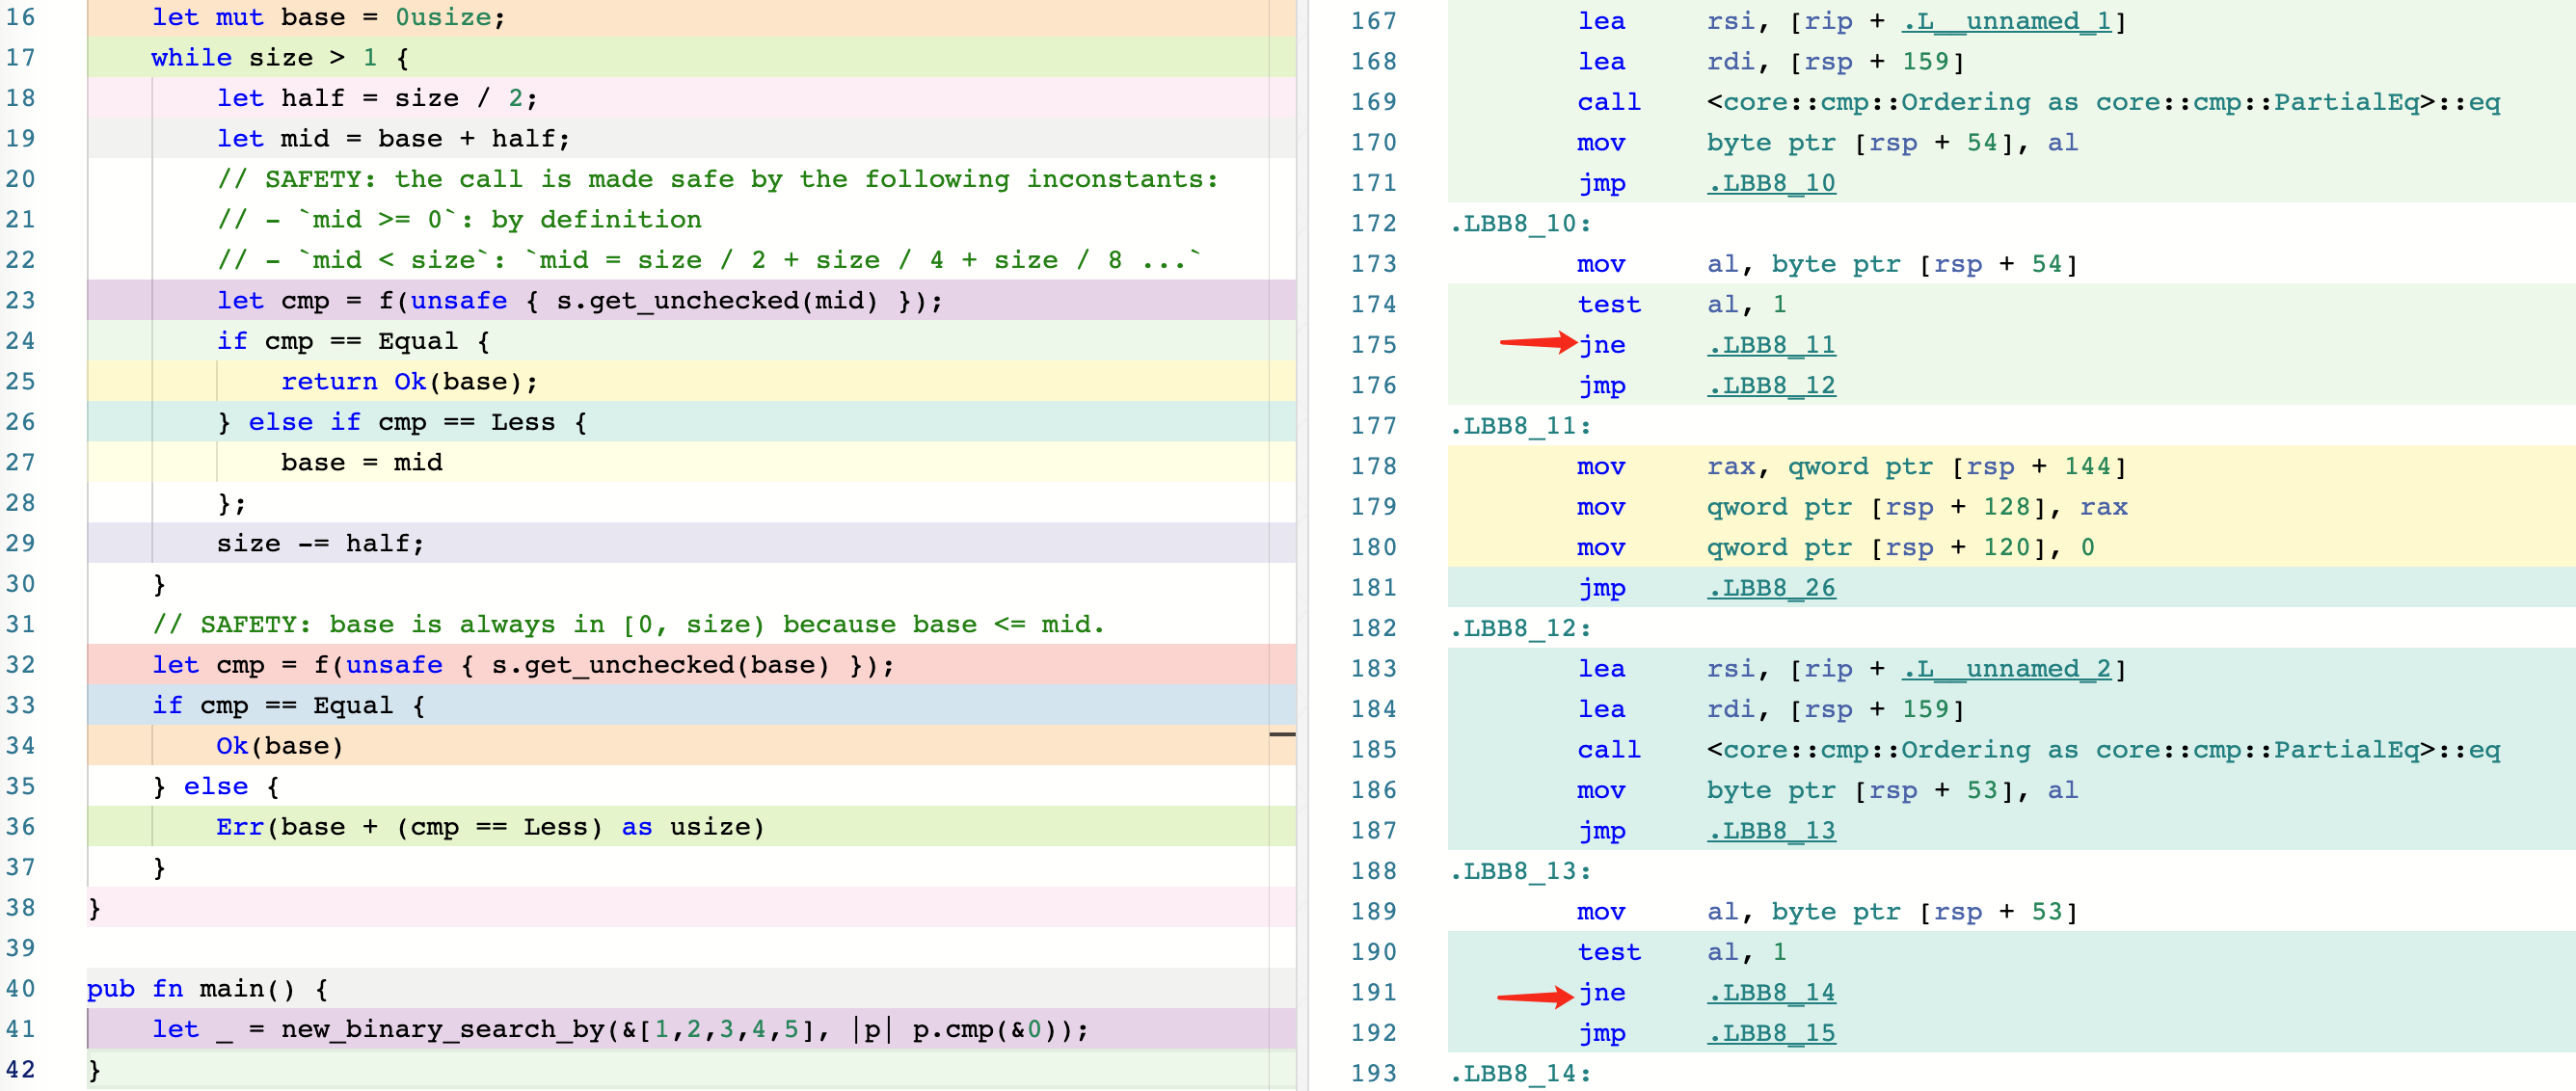 16 let mut base = 0usize;
17 while size > 1 {
18 let half = size / 2;
19 let mid = base + half;
20 // SAFETY: the call is made safe by the following inconstants:
21 // - `mid >= 0`: by definition
22 // - `mid < size`: `mid = size / 2 + size / 4 + size / 8 ...`
23 let cmp = f(unsafe { s.get_unchecked(mid) });
24 if cmp == Equal {
25 return Ok(base);
26 } else if cmp == Less {
27 base = mid
28 };
29 size -= half;
30 }
31 // SAFETY: base is always in [0, size) because base <= mid.
32 let cmp = f(unsafe { s.get_unchecked(base) });
33 if cmp == Equal {
34 Ok(base)
35 } else {
36 Err(base + (cmp == Less) as usize)
37 }
38 }
39
40 pub fn main() {
41 let _ = new_binary_search_by(&[1,2,3,4,5], |p| p.cmp(&0));
42 }
167 lea rsi, [rip + .L__unnamed_1]
168 lea rdi, [rsp + 159]
169 call <core::cmp::Ordering as core::cmp::PartialEq>::eq
170 mov byte ptr [rsp + 54], al
171 jmp .LBB8_10
172 .LBB8_10:
173 mov al, byte ptr [rsp + 54]
174 test al, 1
175 jne .LBB8_11
176 jmp .LBB8_12
177 .LBB8_11:
178 mov rax, qword ptr [rsp + 144]
179 mov qword ptr [rsp + 128], rax
180 mov qword ptr [rsp + 120], 0
181 jmp .LBB8_26
182 .LBB8_12:
183 lea rsi, [rip + .L__unnamed_2]
184 lea rdi, [rsp + 159]
185 call <core::cmp::Ordering as core::cmp::PartialEq>::eq
186 mov byte ptr [rsp + 53], al
187 jmp .LBB8_13
188 .LBB8_13:
189 mov al, byte ptr [rsp + 53]
190 test al, 1
191 jne .LBB8_14
192 jmp .LBB8_15
193 .LBB8_14: